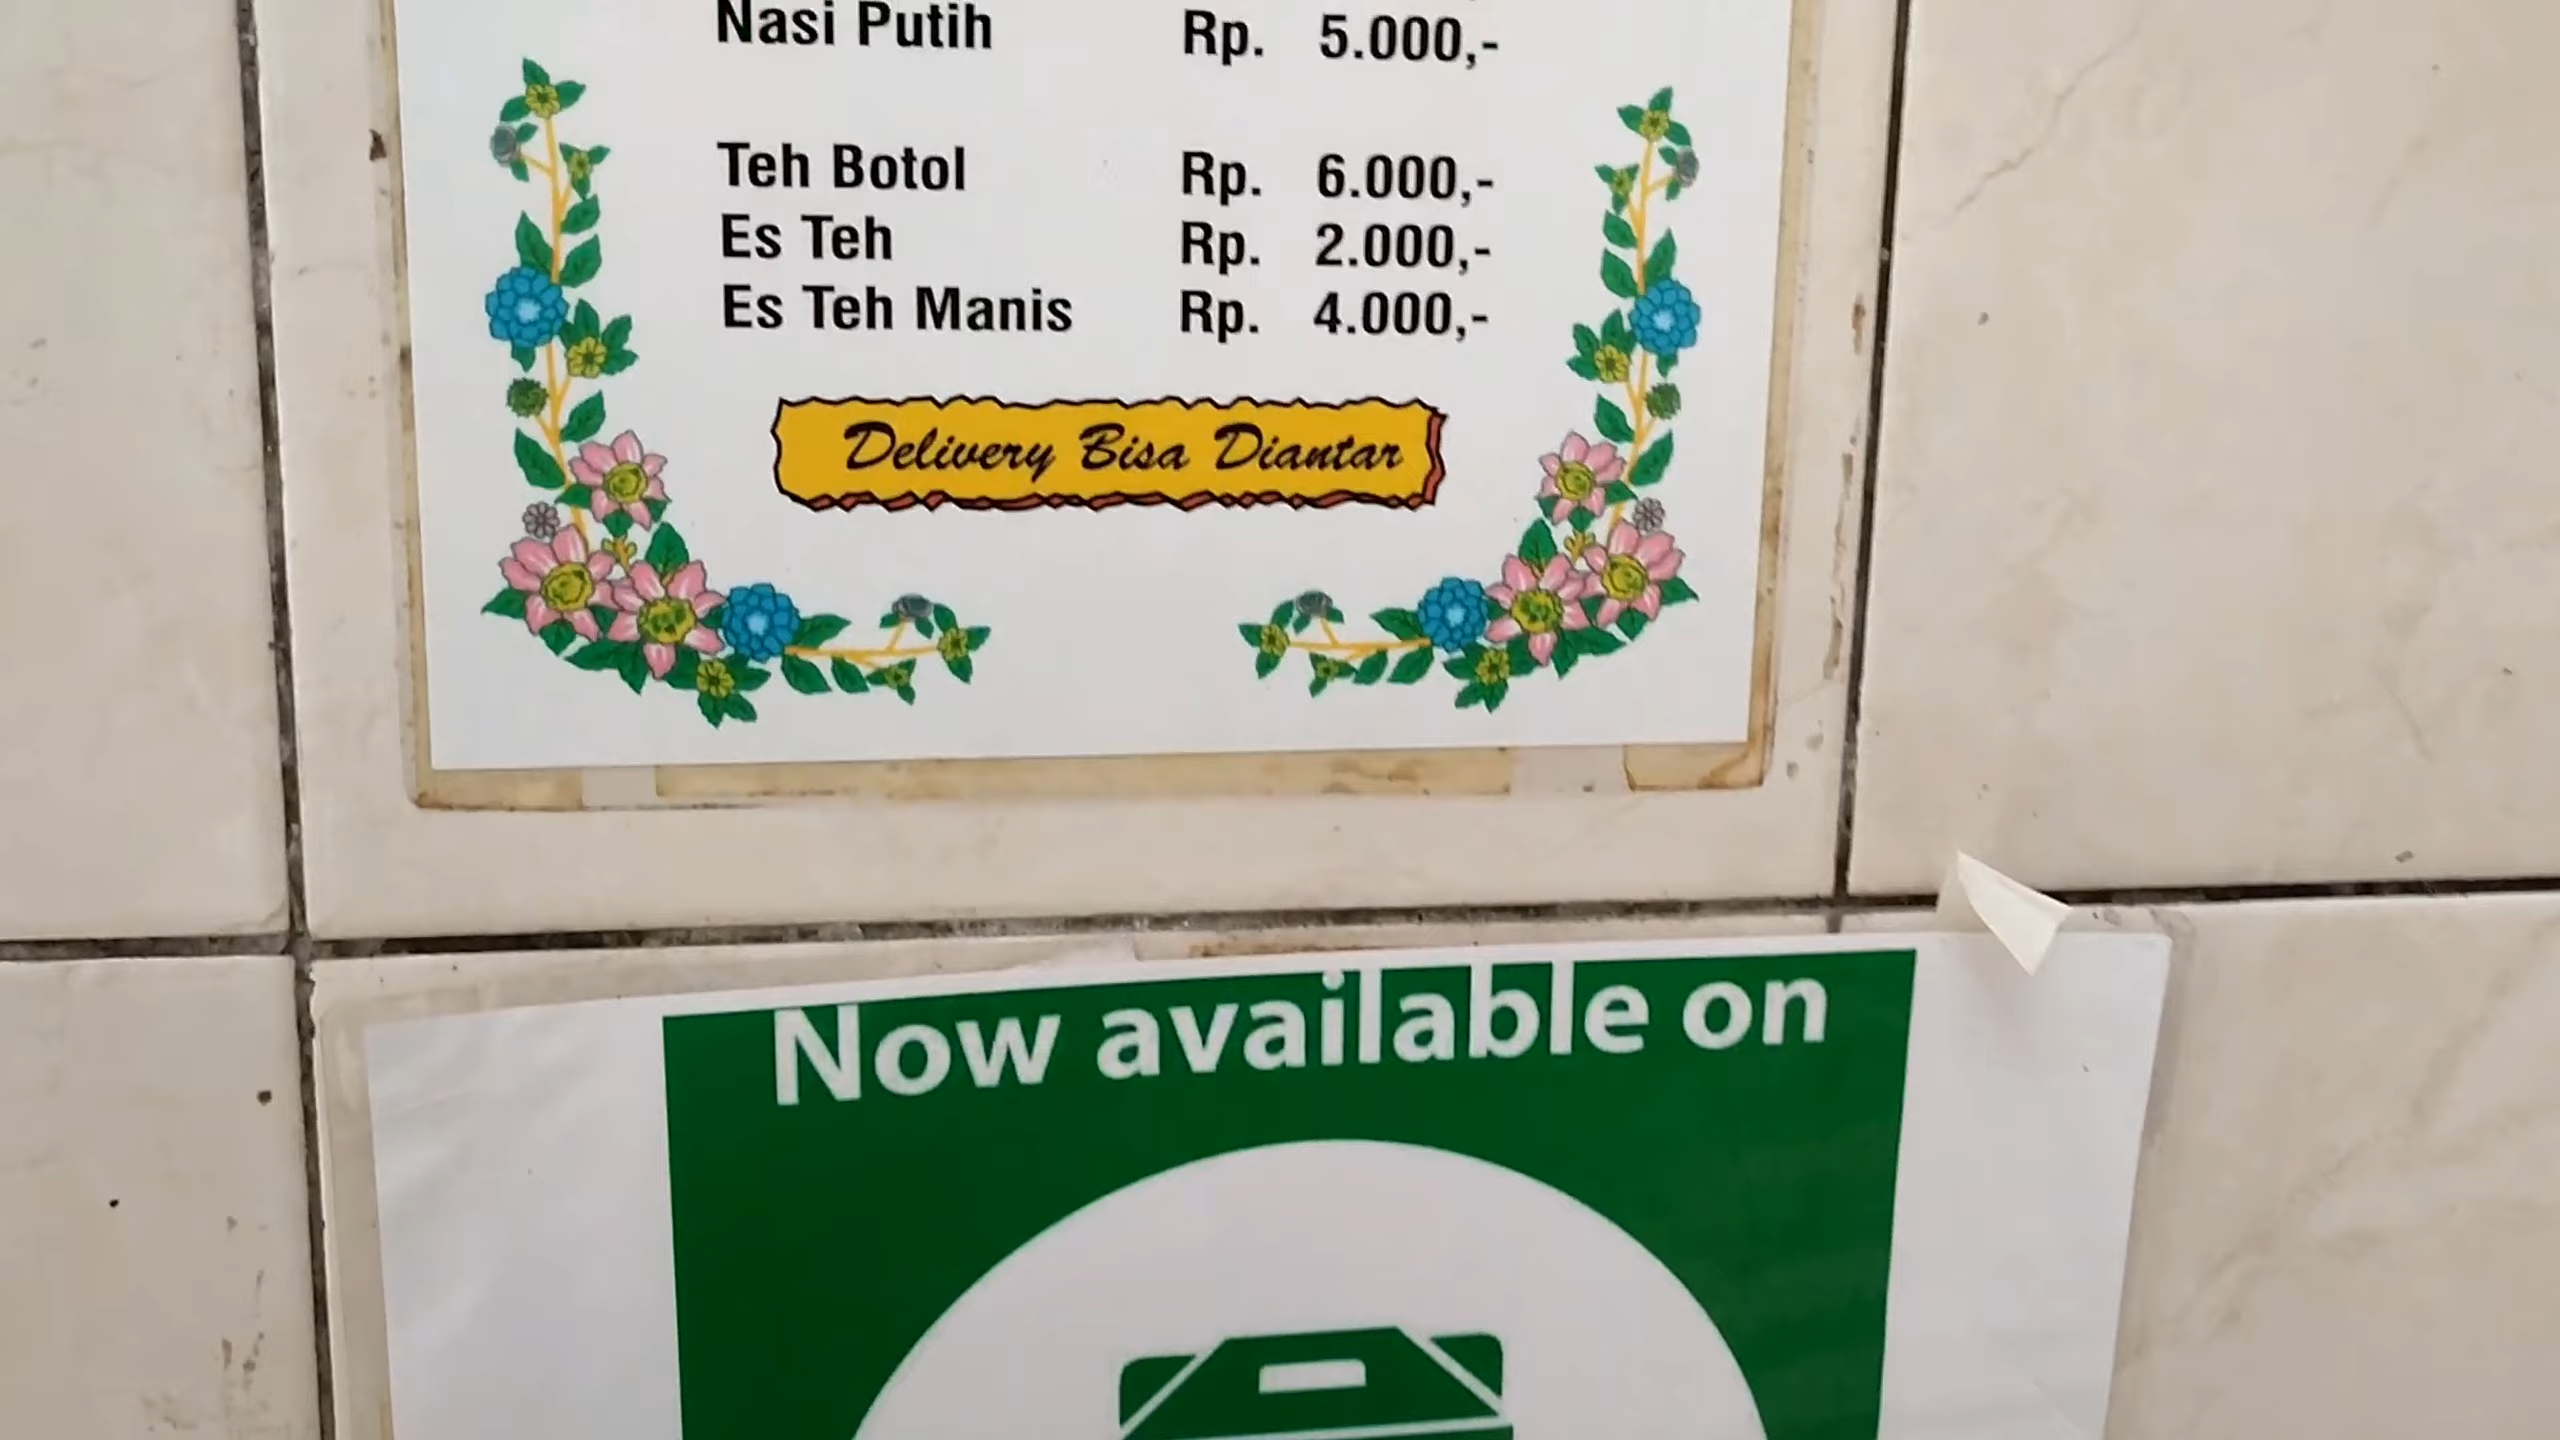 Nasi Putih Rp. 5.000,-
Teh Botol Rp. 6.000,-
Es Teh Rp. 2.000,-
Es Teh Manis Rp. 4.000,-
Delivery Bisa Diantar
Now available on